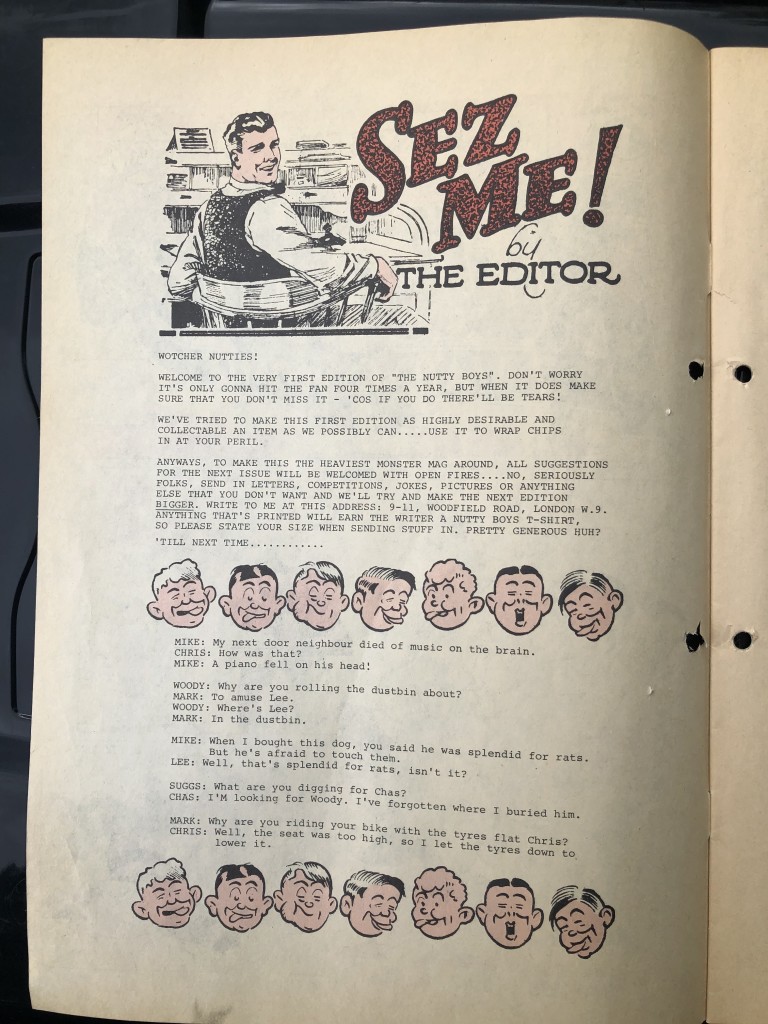 SEZ
ME!
by
THE EDITOR
WOTCHER NUTTIES!
WELCOME TO THE VERY FIRST EDITION OF "THE NUTTY BOYS". DON'T WORRY
IT'S ONLY GONNA HIT THE FAN FOUR TIMES A YEAR, BUT WHEN IT DOES MAKE
SURE THAT YOU DON'T MISS IT - 'COS IF YOU DO THERE'LL BE TEARS!
WE'VE TRIED TO MAKE THIS FIRST EDITION AS HIGHLY DESIRABLE AND
COLLECTABLE AN ITEM AS WE POSSIBLY CAN.....USE IT TO WRAP CHIPS
IN AT YOUR PERIL.
ANYWAYS, TO MAKE THIS THE HEAVIEST MONSTER MAG AROUND, ALL SUGGESTIONS
FOR THE NEXT ISSUE WILL BE WELCOMED WITH OPEN FIRES....NO, SERIOUSLY
FOLKS, SEND IN LETTERS, COMPETITIONS, JOKES, PICTURES OR ANYTHING
ELSE THAT YOU DON'T WANT AND WE'LL TRY AND MAKE THE NEXT EDITION
BIGGER. WRITE TO ME AT THIS ADDRESS: 9-11, WOODFIELD ROAD, LONDON W.9.
ANYTHING THAT'S PRINTED WILL EARN THE WRITER A NUTTY BOYS T-SHIRT,
SO PLEASE STATE YOUR SIZE WHEN SENDING STUFF IN. PRETTY GENEROUS HUH?
'TILL NEXT TIME............
MIKE: My next door neighbour died of music on the brain.
CHRIS: How was that?
MIKE: A piano fell on his head!
WOODY: Why are you rolling the dustbin about?
MARK: To amuse Lee.
WOODY: Where's Lee?
MARK: In the dustbin.
MIKE: When I bought this dog, you said he was splendid for rats.
But he's afraid to touch them.
LEE: Well, that's splendid for rats, isn't it?
SUGGS: What are you digging for Chas?
CHAS: I'M looking for Woody. I've forgotten where I buried him.
MARK: Why are you riding your bike with the tyres flat Chris?
CHRIS: Well, the seat was too high, so I let the tyres down to
lower it.